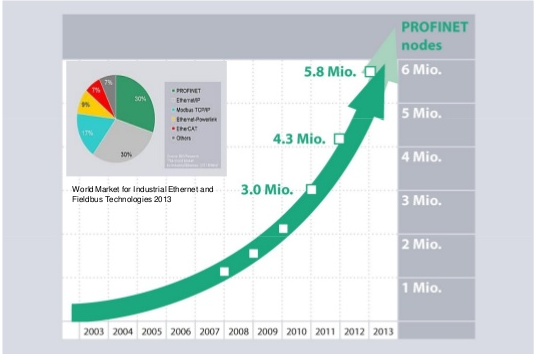 PROFINET
nodes
5.8 Mio.
6 Mio.
7%
7%
9%
17%
30%
30%
PROFINET
Ethernet/IP
Modbus TCP/IP
Ethernet Powerlink
EtherCAT
Others
5 Mio.
4.3 Mio.
4 Mio.
World Market for Industrial Ethernet and
Fieldbus Technologies 2013
3.0 Mio.
3 Mio.
2 Mio.
1 Mio.
2003 2004 2005 2006 2007 2008 2009 2010 2011 2012 2013